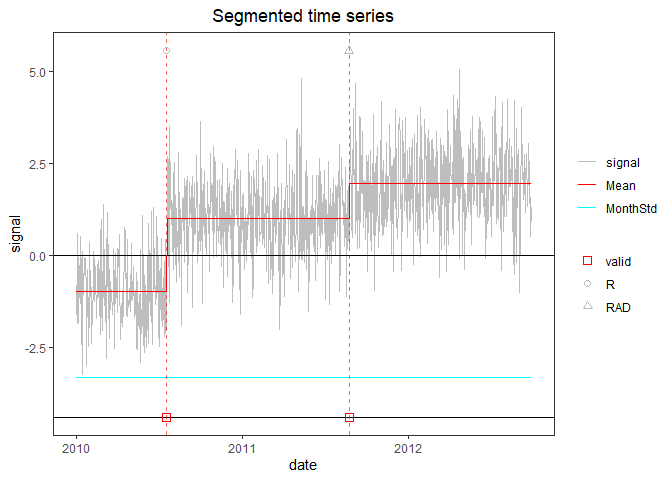 Segmented time series
5.0
2.5
0.0
-2.5
signal
2010
2011
2012
date
signal
Mean
MonthStd
valid
R
RAD